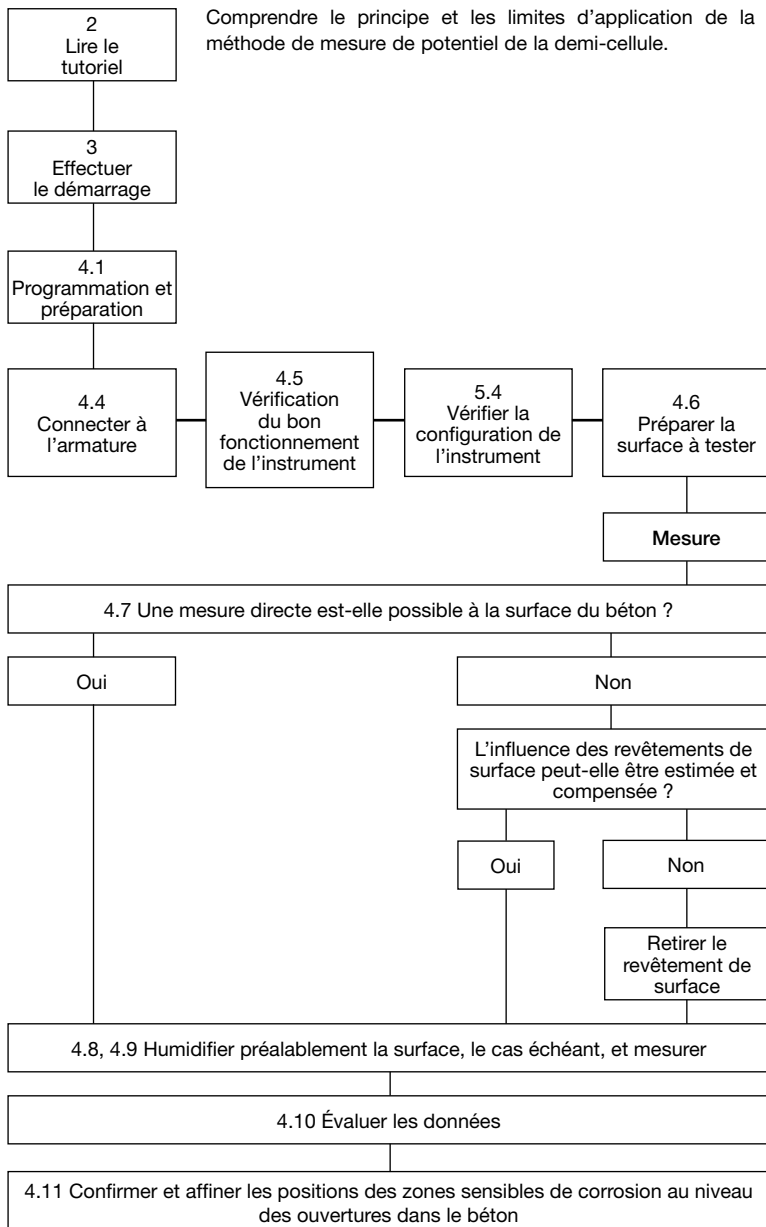 2
Lire le
tutoriel
Comprendre le principe et les limites d’application de la
méthode de mesure de potentiel de la demi-cellule.
3
Effectuer
le démarrage
4.1
Programmation et
préparation
4.4
Connecter à
l’armature
4.5
Vérification
du bon
fonctionnement
de l’instrument
5.4
Vérifier la
configuration de
l’instrument
4.6
Préparer la
surface à tester
Mesure
4.7 Une mesure directe est-elle possible à la surface du béton ?
Oui
Non
L’influence des revêtements de
surface peut-elle être estimée et
compensée ?
Oui
Non
Retirer le
revêtement de
surface
4.8, 4.9 Humidifier préalablement la surface, le cas échéant, et mesurer
4.10 Évaluer les données
4.11 Confirmer et affiner les positions des zones sensibles de corrosion au niveau
des ouvertures dans le béton